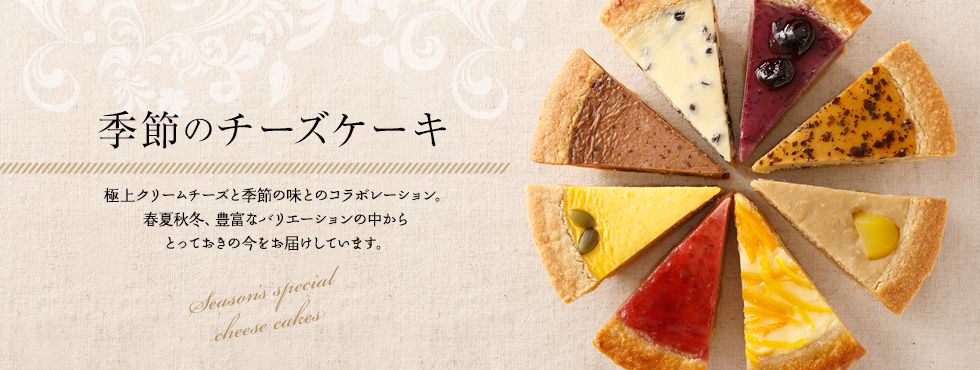 季節のチーズケーキ
極上クリームチーズと季節の味とのコラボレーション。
春夏秋冬、豊富なバリエーションの中から
とっておきの今をお届けしています。
Season's special
cheese cakes